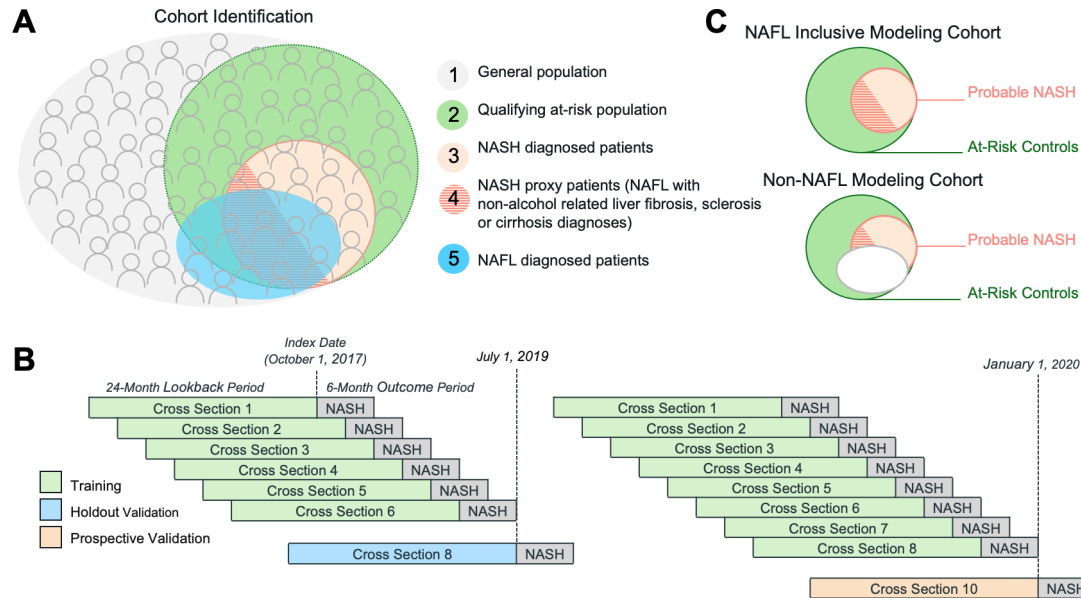 A
Cohort Identification
1
General population
2
Qualifying at-risk population
3
NASH diagnosed patients
4
NASH proxy patients (NAFL with
non-alcohol related liver fibrosis, sclerosis
or cirrhosis diagnoses)
5
NAFL diagnosed patients
C
NAFL Inclusive Modeling Cohort
Probable NASH
At-Risk Controls
Non-NAFL Modeling Cohort
Probable NASH
At-Risk Controls
B
Index Date
(October 1, 2017)
July 1, 2019
24-Month Lookback Period
6-Month Outcome Period
Cross Section 1 NASH
Cross Section 2 NASH
Cross Section 3 NASH
Cross Section 4 NASH
Cross Section 5 NASH
Cross Section 6 NASH
Cross Section 8 NASH
Training
Holdout Validation
Prospective Validation
January 1, 2020
Cross Section 1 NASH
Cross Section 2 NASH
Cross Section 3 NASH
Cross Section 4 NASH
Cross Section 5 NASH
Cross Section 6 NASH
Cross Section 7 NASH
Cross Section 8 NASH
Cross Section 10 NASH